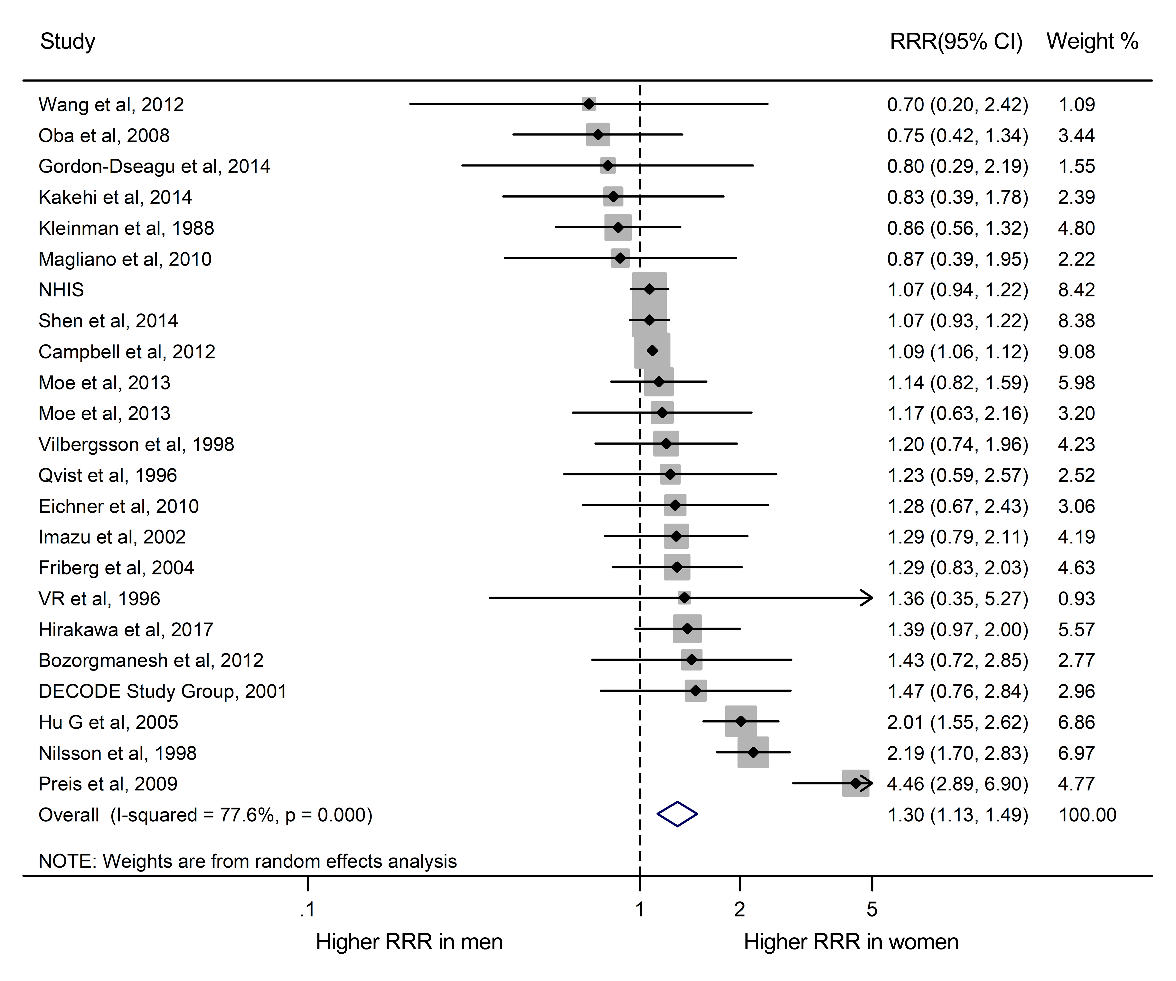 Study RRR(95% CI) Weight %
Wang et al, 2012 0.70 (0.20, 2.42) 1.09
Oba et al, 2008 0.75 (0.42, 1.34) 3.44
Gordon-Dseagu et al, 2014 0.80 (0.29, 2.19) 1.55
Kakehi et al, 2014 0.83 (0.39, 1.78) 2.39
Kleinman et al, 1988 0.86 (0.56, 1.32) 4.80
Magliano et al, 2010 0.87 (0.39, 1.95) 2.22
NHIS 1.07 (0.94, 1.22) 8.42
Shen et al, 2014 1.07 (0.93, 1.22) 8.38
Campbell et al, 2012 1.09 (1.06, 1.12) 9.08
Moe et al, 2013 1.14 (0.82, 1.59) 5.98
Moe et al, 2013 1.17 (0.63, 2.16) 3.20
Vilbergsson et al, 1998 1.20 (0.74, 1.96) 4.23
Qvist et al, 1996 1.23 (0.59, 2.57) 2.52
Eichner et al, 2010 1.28 (0.67, 2.43) 3.06
Imazu et al, 2002 1.29 (0.79, 2.11) 4.19
Friberg et al, 2004 1.29 (0.83, 2.03) 4.63
VR et al, 1996 1.36 (0.35, 5.27) 0.93
Hirakawa et al, 2017 1.39 (0.97, 2.00) 5.57
Bozorgmanesh et al, 2012 1.43 (0.72, 2.85) 2.77
DECODE Study Group, 2001 1.47 (0.76, 2.84) 2.96
Hu G et al, 2005 2.01 (1.55, 2.62) 6.86
Nilsson et al, 1998 2.19 (1.70, 2.83) 6.97
Preis et al, 2009 4.46 (2.89, 6.90) 4.77
Overall (I-squared = 77.6%, p = 0.000) 1.30 (1.13, 1.49) 100.00
NOTE: Weights are from random effects analysis
.1 1 2 5
Higher RRR in men Higher RRR in women